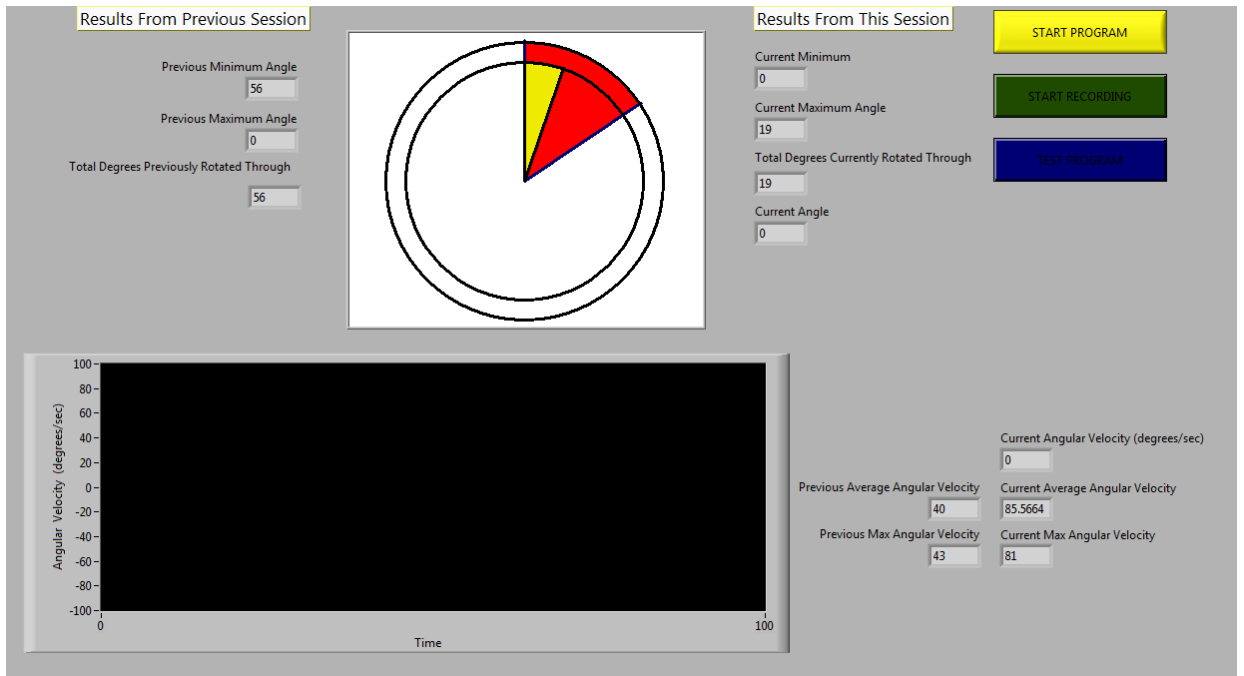 Results From Previous Session
Previous Minimum Angle
56
Previous Maximum Angle
0
Total Degrees Previously Rotated Through
56
Results From This Session
Current Minimum
0
Current Maximum Angle
19
Total Degrees Currently Rotated Through
19
Current Angle
0
START PROGRAM
START RECORDING
TEST PROGRAM
Angular Velocity (degrees/sec)
100
80
60
40
20
0
-20
-40
-60
-80
-100
0
100
Time
Current Angular Velocity (degrees/sec)
0
Previous Average Angular Velocity
40
Current Average Angular Velocity
85.5664
Previous Max Angular Velocity
43
Current Max Angular Velocity
81